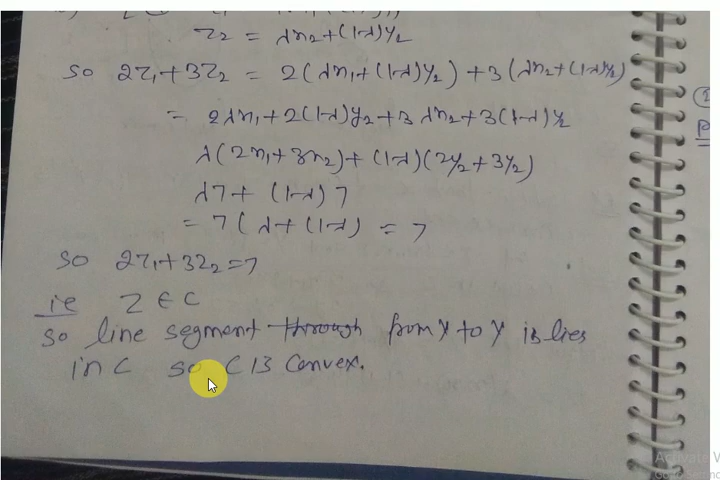 z₂ = λx₂+(1-λ)y₂
so 2z₁+3z₂ = 2(λx₁+(1-λ)y₂)+3(λx₂+(1-λ)y₂)
= 2λx₁+2(1-λ)y₂+3λx₂+3(1-λ)y₂
λ(2x₁+3x₂)+(1-λ)(2y₂+3y₂)
λ7+(1-λ)7
= 7(λ+(1-λ) = 7
so 2z₁+3z₂=7
ie Z ∈ C
so line segment through from x to y is lies
in C so C is convex.
Activate